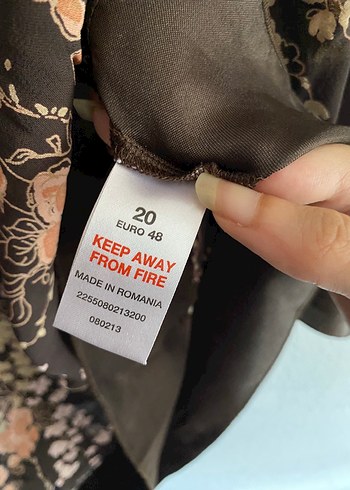 20
EURO 48
KEEP AWAY
FROM FIRE
MADE IN ROMANIA
2255080213200
080213